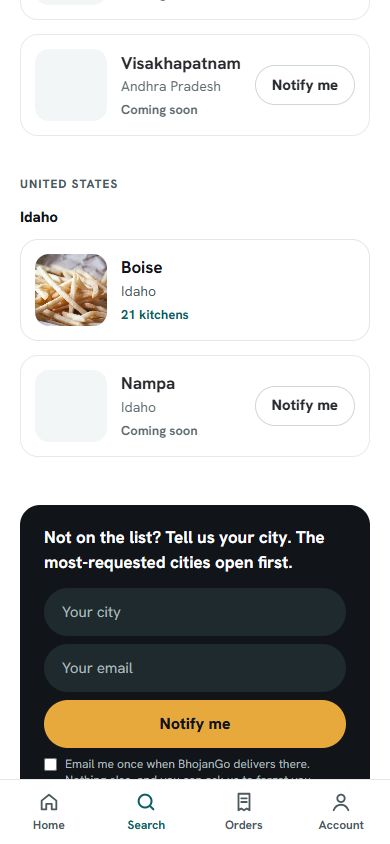 Visakhapatnam
Andhra Pradesh
Coming soon
Notify me
UNITED STATES
Idaho
Boise
Idaho
21 kitchens
Nampa
Idaho
Coming soon
Notify me
Not on the list? Tell us your city. The
most-requested cities open first.
Your city
Your email
Notify me
Email me once when BhojanGo delivers there.
Home
Search
Orders
Account